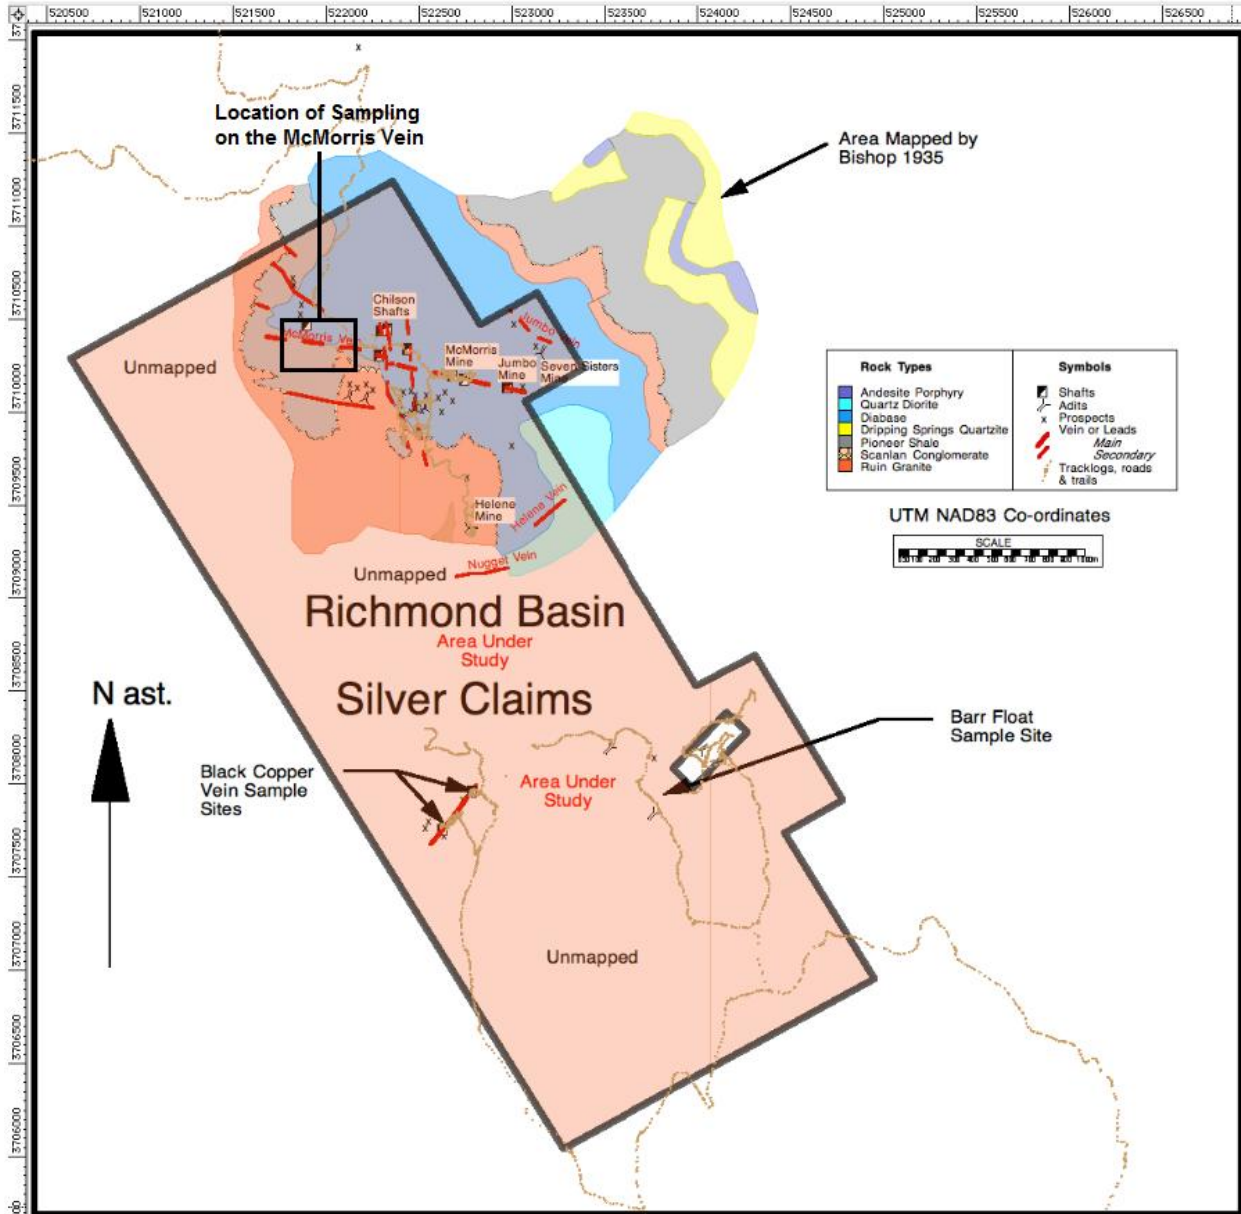 520500 521000 521500 522000 522500 523000 523500 524000 524500 525000 525500 526000 526500
3711500
3711000
3710500
3710000
3709500
3709000
3708500
3708000
3707500
3707000
3706500
3706000
Location of Sampling
on the McMorris Vein
Area Mapped by
Bishop 1935
Chilson
Shafts
McMorris Vein
Jumbo Vein
McMorris
Mine
Jumbo
Mine
Seven Sisters
Mine
Unmapped
Helene
Mine
Helene Vein
Nugget Vein
Unmapped
Rock Types
Andesite Porphyry
Quartz Diorite
Diabase
Dripping Springs Quartzite
Pioneer Shale
Scanlan Conglomerate
Ruin Granite
Symbols
Shafts
Adits
Prospects
Vein or Leads
Main
Secondary
Tracklogs, roads
& trails
UTM NAD83 Co-ordinates
SCALE
Richmond Basin
Area Under
Study
Silver Claims
N ast.
Black Copper
Vein Sample
Sites
Area Under
Study
Barr Float
Sample Site
Unmapped